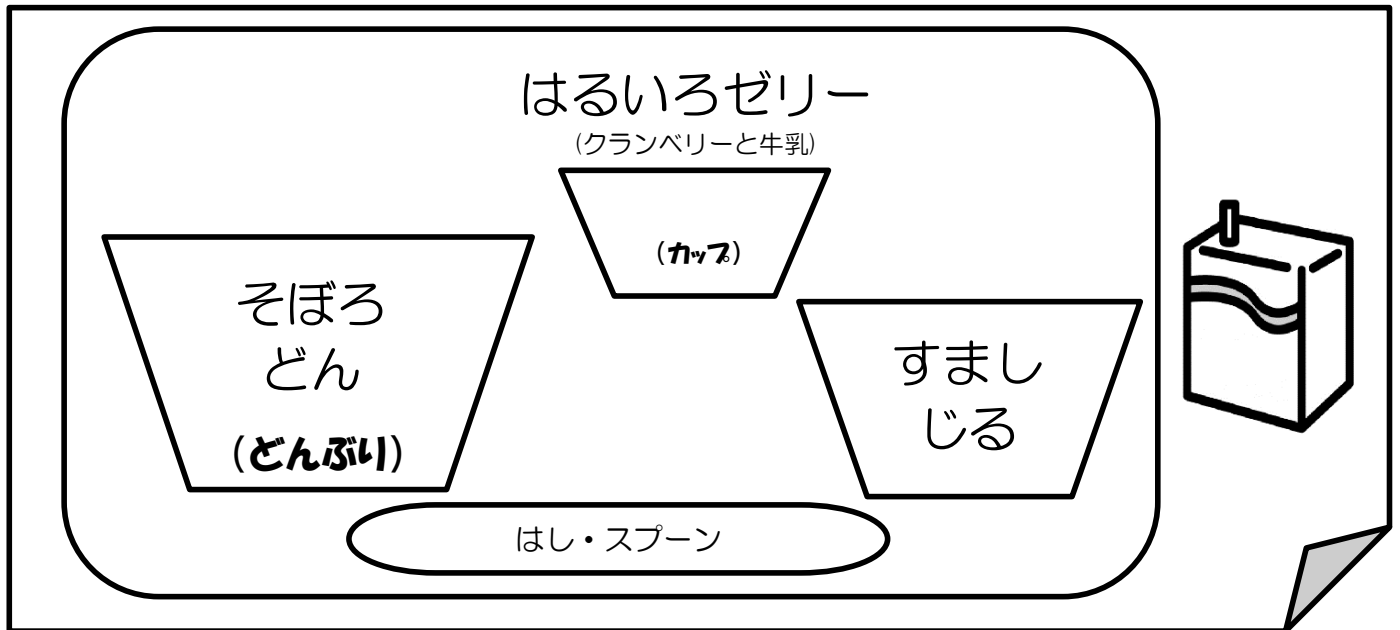 はるいろゼリー
(クランベリーと牛乳)
(カップ)
そぼろ
どん
(どんぶり)
すまし
じる
はし・スプーン